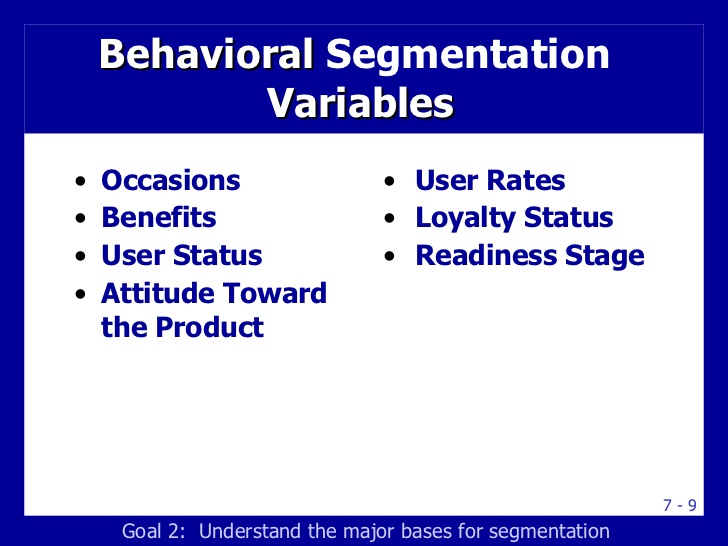 Behavioral Segmentation
Variables
• Occasions
• Benefits
• User Status
• Attitude Toward
the Product
• User Rates
• Loyalty Status
• Readiness Stage
7 - 9
Goal 2:  Understand the major bases for segmentation